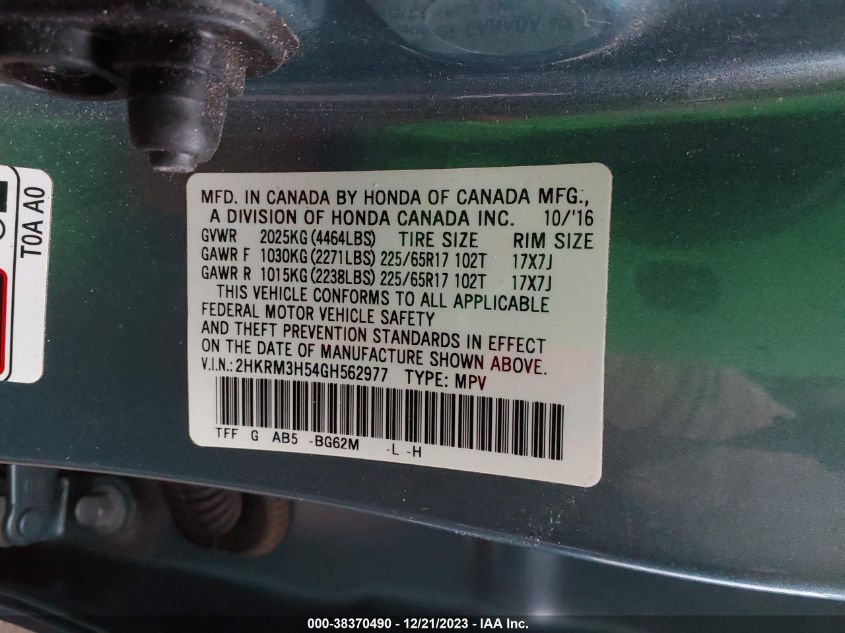 T0A A0
MFD. IN CANADA BY HONDA OF CANADA MFG.,
A DIVISION OF HONDA CANADA INC. 10/'16
GVWR 2025KG (4464LBS) TIRE SIZE RIM SIZE
GAWR F 1030KG (2271LBS) 225/65R17 102T 17X7J
GAWR R 1015KG (2238LBS) 225/65R17 102T 17X7J
THIS VEHICLE CONFORMS TO ALL APPLICABLE
FEDERAL MOTOR VEHICLE SAFETY
AND THEFT PREVENTION STANDARDS IN EFFECT
ON THE DATE OF MANUFACTURE SHOWN ABOVE.
V.I.N.: 2HKRM3H54GH562977 TYPE: MPV
TFF G AB5 -BG62M -L -H
000-38370490 - 12/21/2023 - IAA Inc.